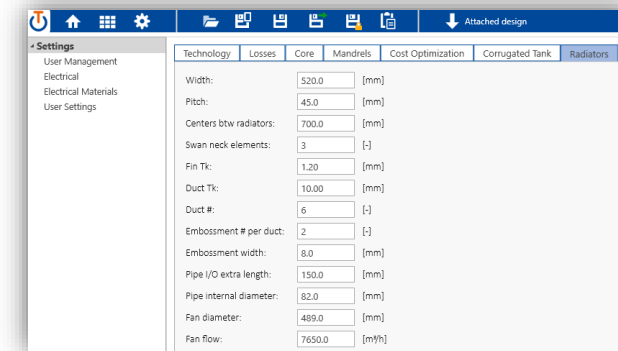 Attached design
Settings
User Management
Electrical
Electrical Materials
User Settings
Technology Losses Core Mandrels Cost Optimization Corrugated Tank Radiators
Width: 520.0 [mm]
Pitch: 45.0 [mm]
Centers btw radiators: 700.0 [mm]
Swan neck elements: 3 [-]
Fin Tk: 1.20 [mm]
Duct Tk: 10.00 [mm]
Duct #: 6 [-]
Embossment # per duct: 2 [-]
Embossment width: 8.0 [mm]
Pipe I/O extra length: 150.0 [mm]
Pipe internal diameter: 82.0 [mm]
Fan diameter: 489.0 [mm]
Fan flow: 7650.0 [m³/h]